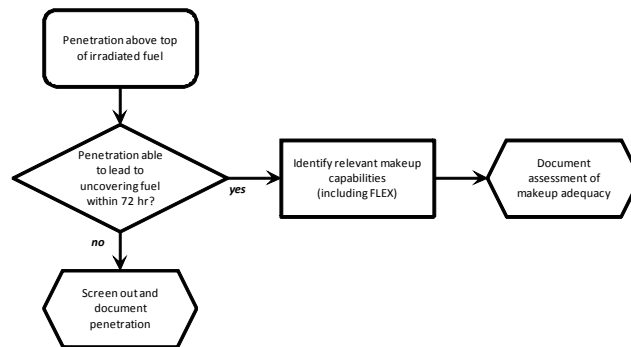 Penetration above top
of irradiated fuel
Penetration able
to lead to
uncovering fuel
within 72 hr?
yes
Identify relevant makeup
capabilities
(including FLEX)
Document
assessment of
makeup adequacy
no
Screen out and
document
penetration